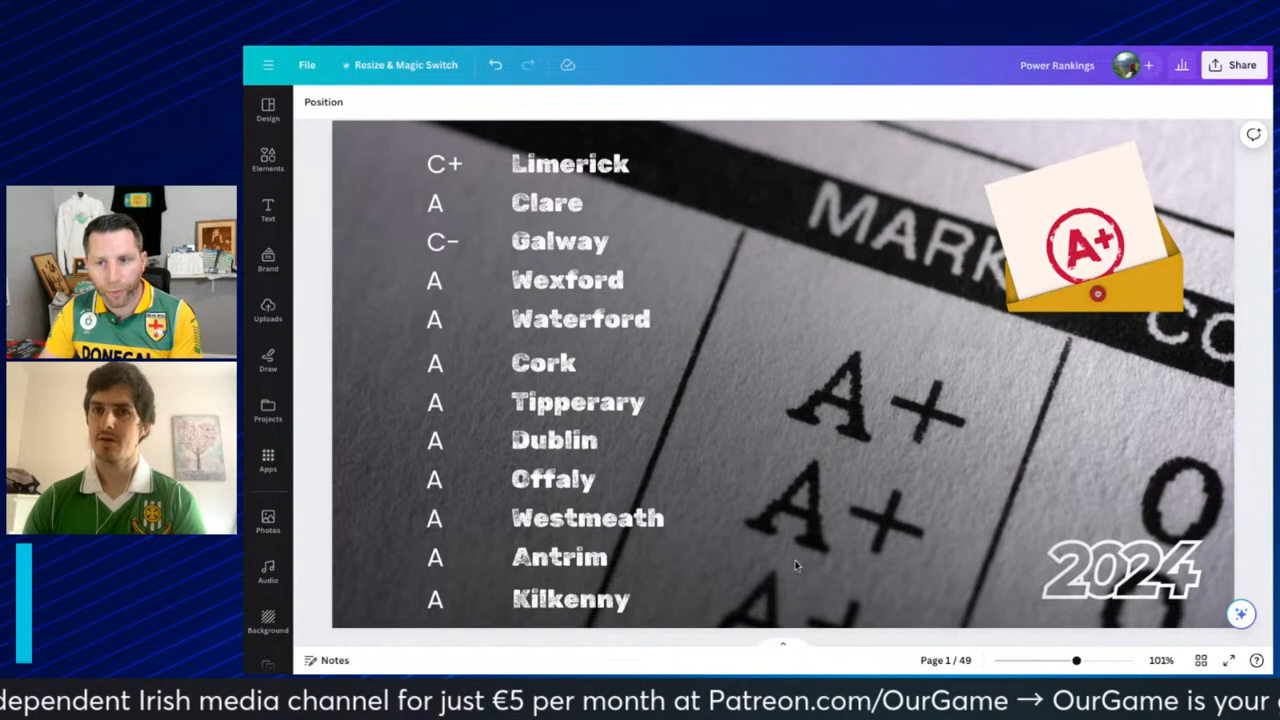 File
Resize & Magic Switch
Power Rankings
Share
Position
Design
Elements
Text
Brand
Uploads
Draw
Projects
Apps
Photos
Audio
Background
C+ Limerick
A Clare
C- Galway
A Wexford
A Waterford
A Cork
A Tipperary
A Dublin
A Offaly
A Westmeath
A Antrim
A Kilkenny
MARK
CO
A+
A+
A+
A+
O
2024
DONEGAL
Notes
Page 1 / 49
101%
dependent Irish media channel for just €5 per month at Patreon.com/OurGame → OurGame is your